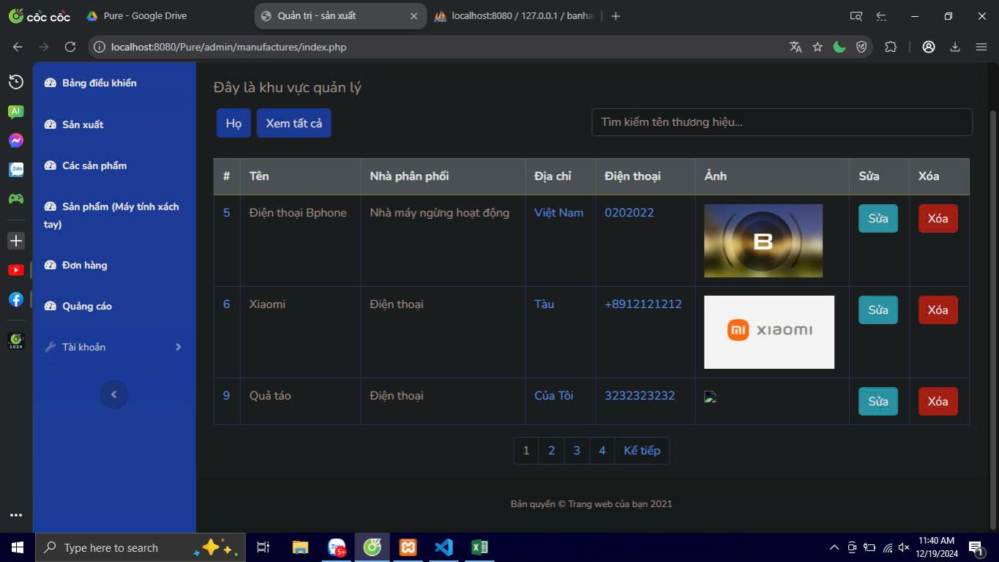 cốc cốc
Pure - Google Drive
Quản trị - sản xuất
localhost:8080 / 127.0.0.1 / banha
localhost:8080/Pure/admin/manufactures/index.php
AI
Zalo
2024
Bảng điều khiển
Sản xuất
Các sản phẩm
Sản phẩm (Máy tính xách
tay)
Đơn hàng
Quảng cáo
Tài khoản
Đây là khu vực quản lý
Họ Xem tất cả Tìm kiếm tên thương hiệu...
# Tên Nhà phân phối Địa chỉ Điện thoại Ảnh Sửa Xóa
5 Điện thoại Bphone Nhà máy ngừng hoạt động Việt Nam 0202022 Sửa Xóa
B
6 Xiaomi Điện thoại Tàu +8912121212 Sửa Xóa
mi xiaomi
9 Quả táo Điện thoại Của Tôi 3232323232 Sửa Xóa
1 2 3 4 Kế tiếp
Bản quyền © Trang web của bạn 2021
Type here to search
5+
11:40 AM
12/19/2024
1